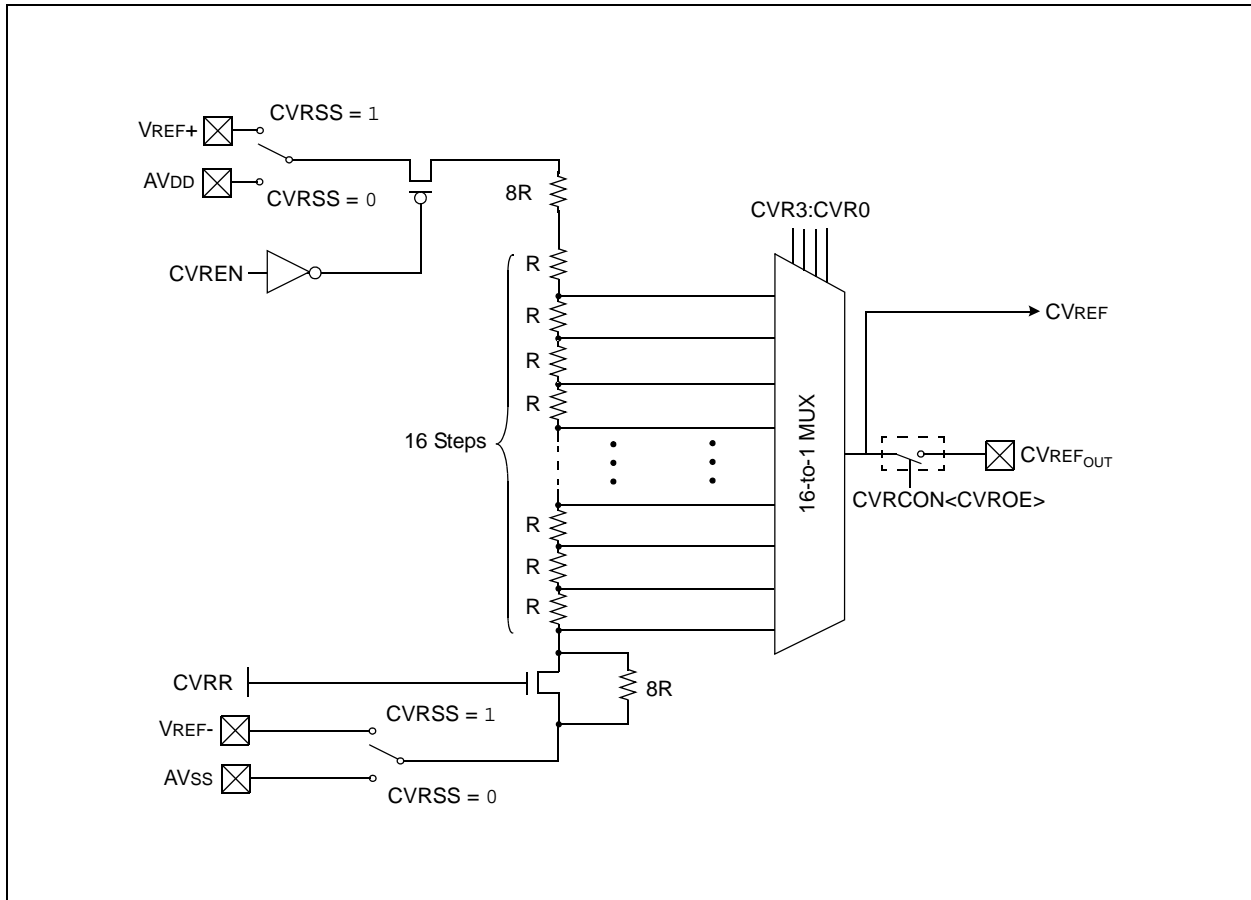 CVRSS = 1
VREF+
AVDD
CVRSS = 0
8R
CVR3:CVR0
CVREN
R
R
R
R
16 Steps
CVREF
16-to-1 MUX
CVREFOUT
CVRCON<CVROE>
R
R
R
CVRR
8R
CVRSS = 1
VREF-
AVSS
CVRSS = 0